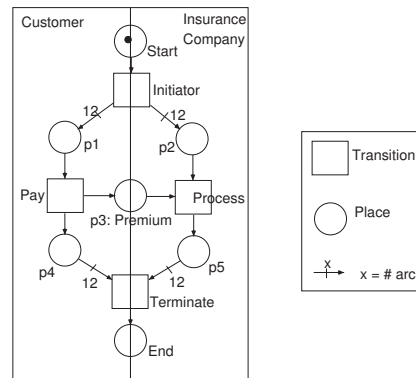 Customer
Insurance
Company
Start
Initiator
12
12
p1
p2
Pay
Process
p3: Premium
p4
p5
12
12
Terminate
End
Transition
Place
x
x = # arc